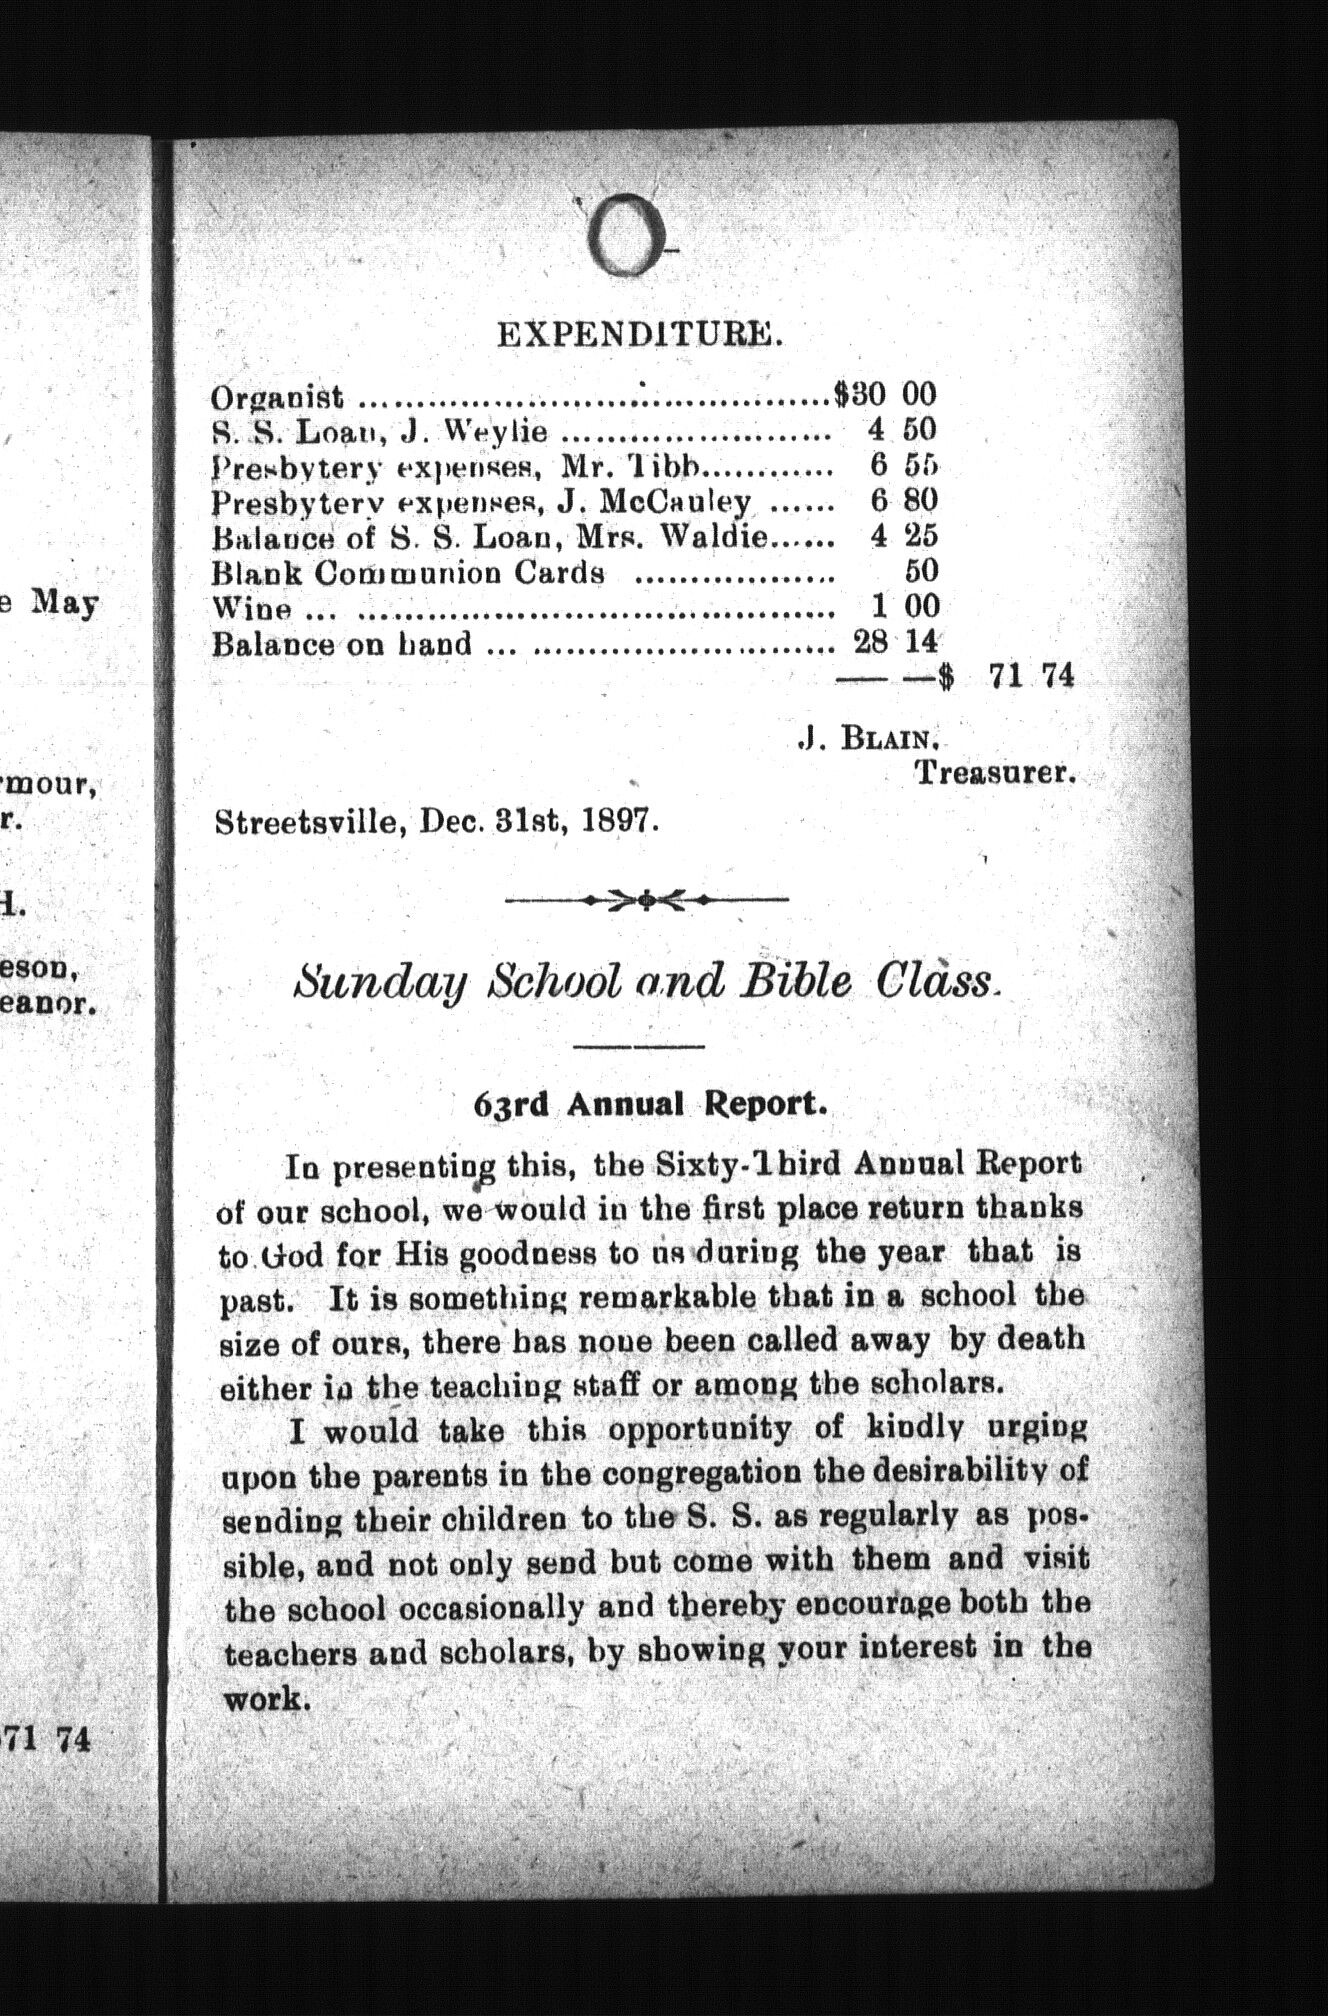 e May
rmour,
r.
H.
eson,
eanor.
71 74
EXPENDITURE.
Organist ..................................................$30 00
S. S. Loan, J. Weylie ............................. 4 50
Presbytery expenses, Mr. Tibb.............. 6 55
Presbytery expenses, J. McCauley ...... 6 80
Balance of S. S. Loan, Mrs. Waldie...... 4 25
Blank Communion Cards .................. 50
Wine ... ................................................ 1 00
Balance on hand ... ........................... 28 14
— —$ 71 74
J. BLAIN,
Treasurer.
Streetsville, Dec. 31st, 1897.
Sunday School and Bible Class.
63rd Annual Report.
In presenting this, the Sixty-Third Annual Report
of our school, we would in the first place return thanks
to God for His goodness to us during the year that is
past. It is something remarkable that in a school the
size of ours, there has none been called away by death
either in the teaching staff or among the scholars.
I would take this opportunity of kindly urging
upon the parents in the congregation the desirability of
sending their children to the S. S. as regularly as pos-
sible, and not only send but come with them and visit
the school occasionally and thereby encourage both the
teachers and scholars, by showing your interest in the
work.